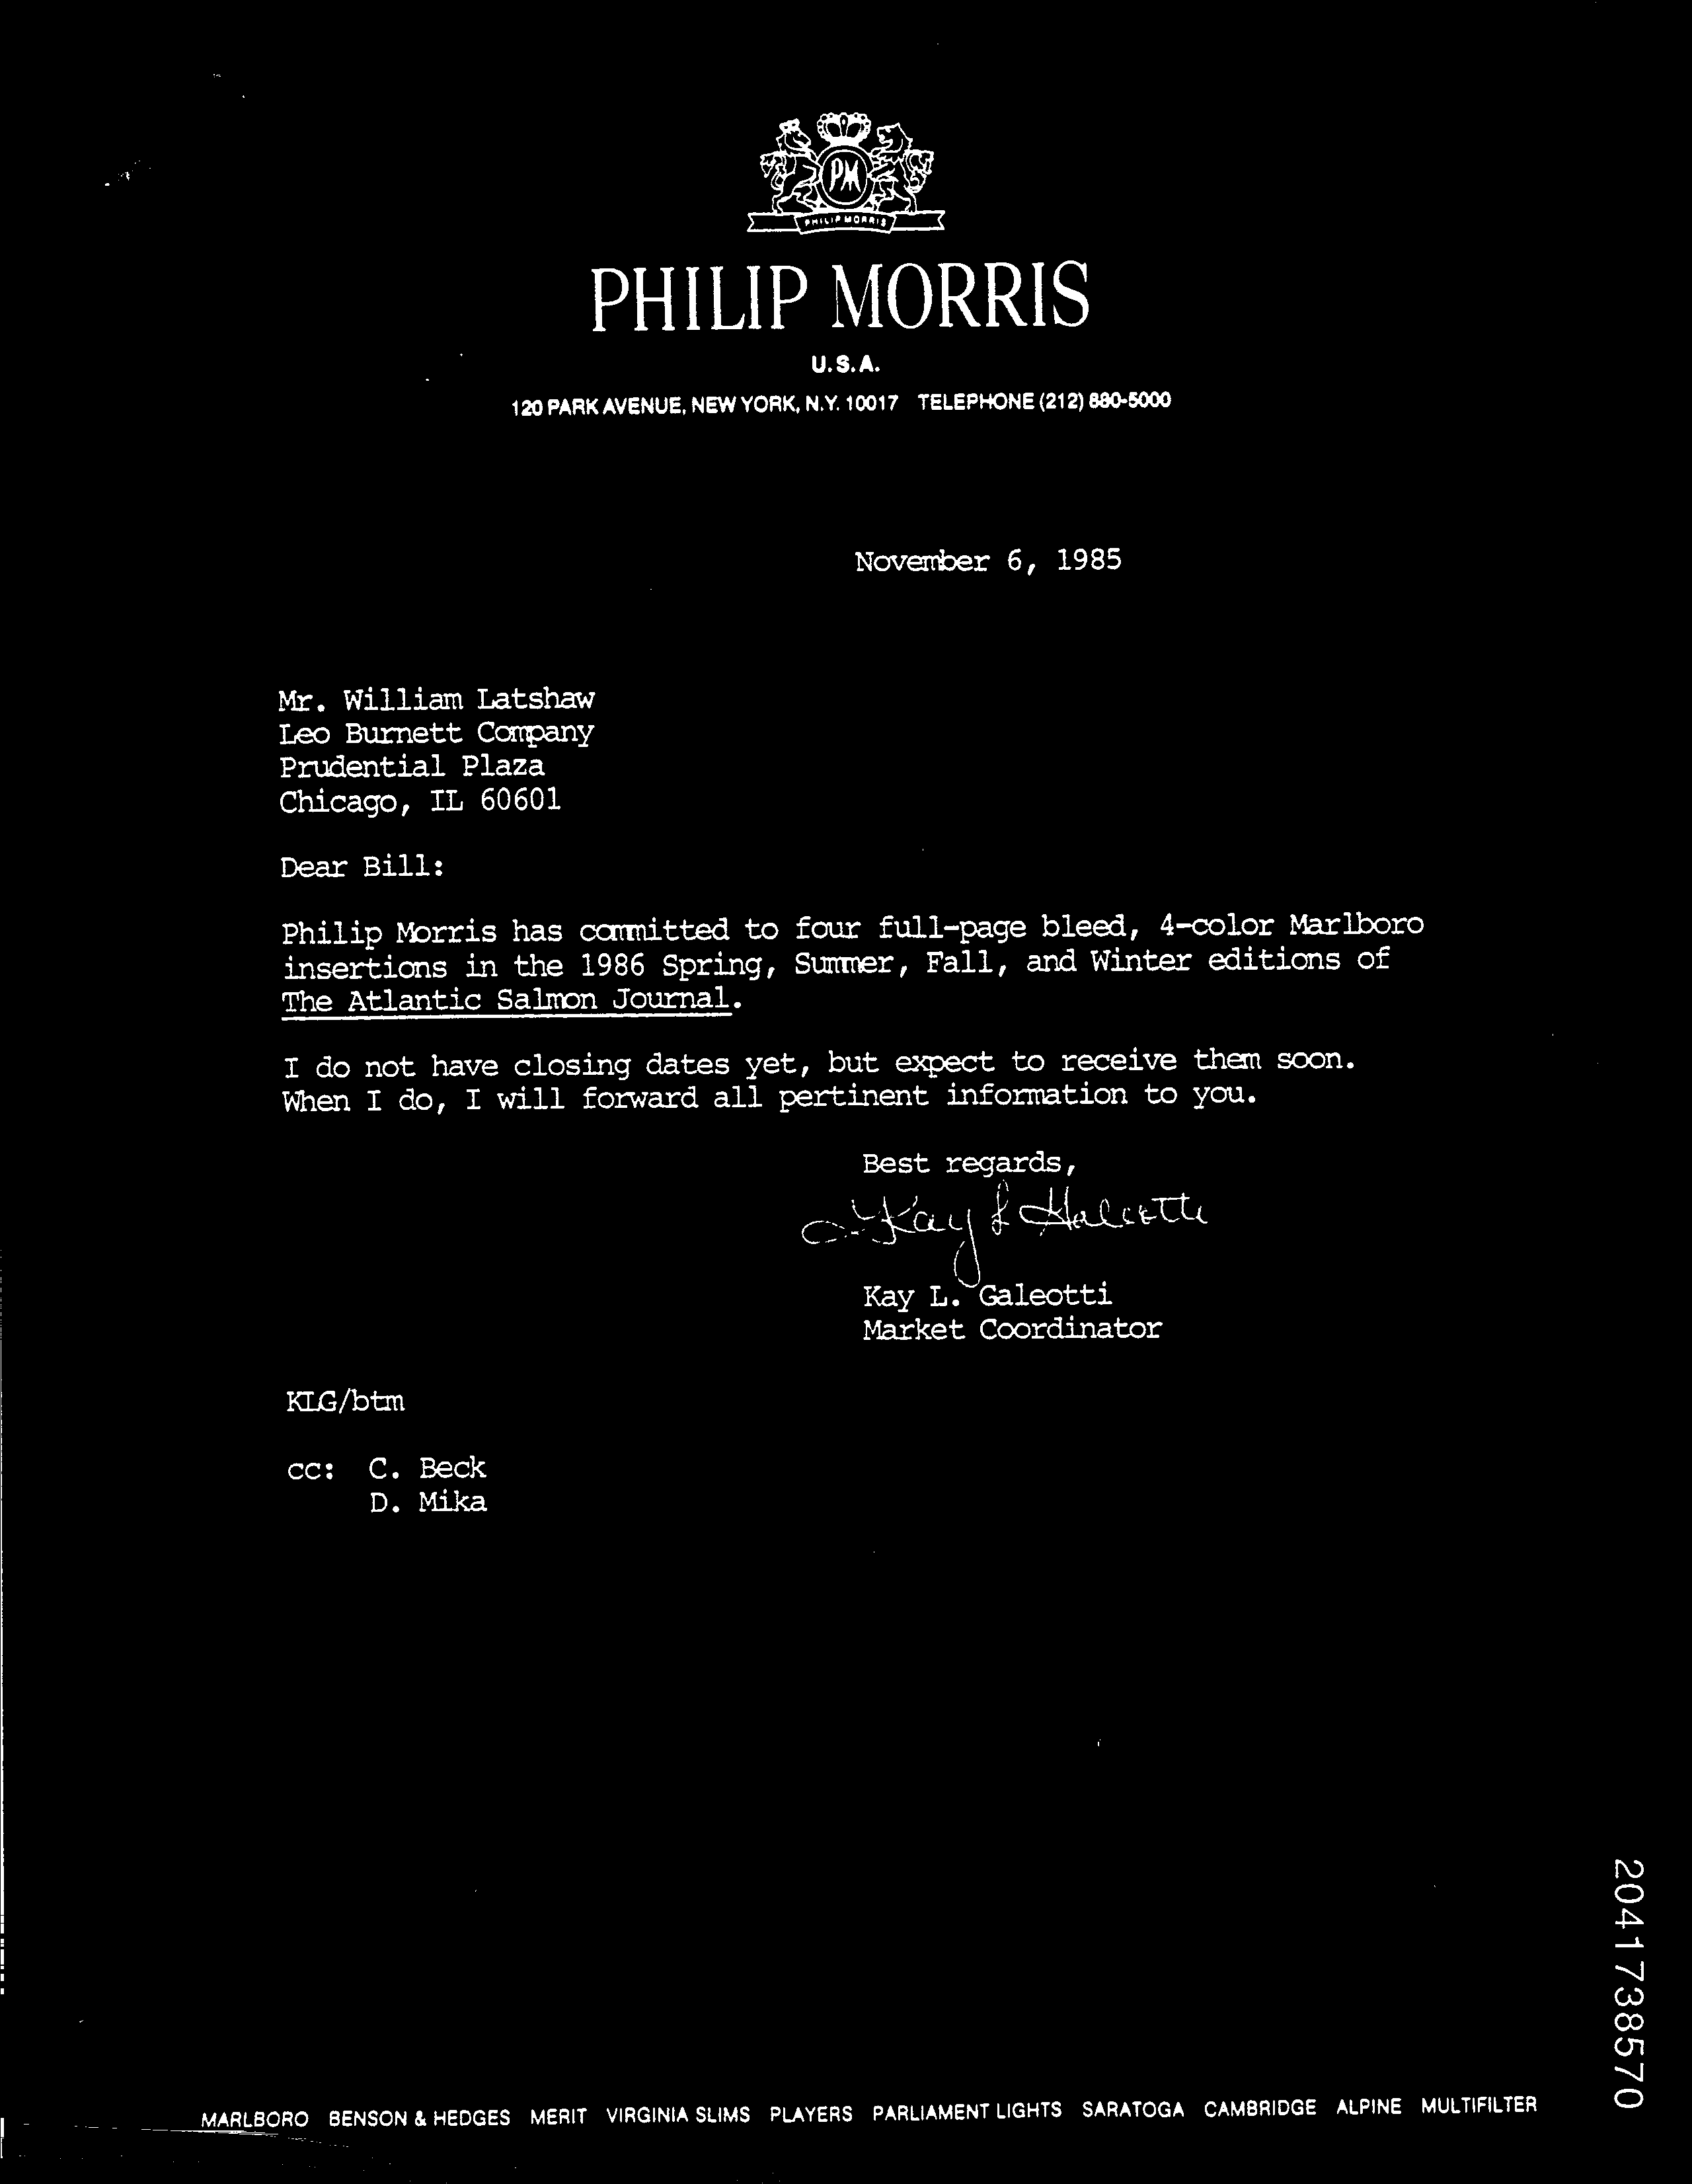 PM
PHILIP MORRIS
PHILIP MORRIS
U.S.A.
120 PARK AVENUE, NEW YORK, N.Y. 10017 TELEPHONE (212) 880-5000
November 6, 1985
Mr. William Latshaw
Leo Burnett Company
Prudential Plaza
Chicago, IL 60601
Dear Bill:
Philip Morris has committed to four full-page bleed, 4-color Marlboro
insertions in the 1986 Spring, Summer, Fall, and Winter editions of
The Atlantic Salmon Journal.
I do not have closing dates yet, but expect to receive them soon.
When I do, I will forward all pertinent information to you.
Best regards,
Kay L Galeotti
Kay L. Galeotti
Market Coordinator
KLG/btm
cc: C. Beck
D. Mika
2041738570
MARLBORO BENSON & HEDGES MERIT VIRGINIA SLIMS PLAYERS PARLIAMENT LIGHTS SARATOGA CAMBRIDGE ALPINE MULTIFILTER